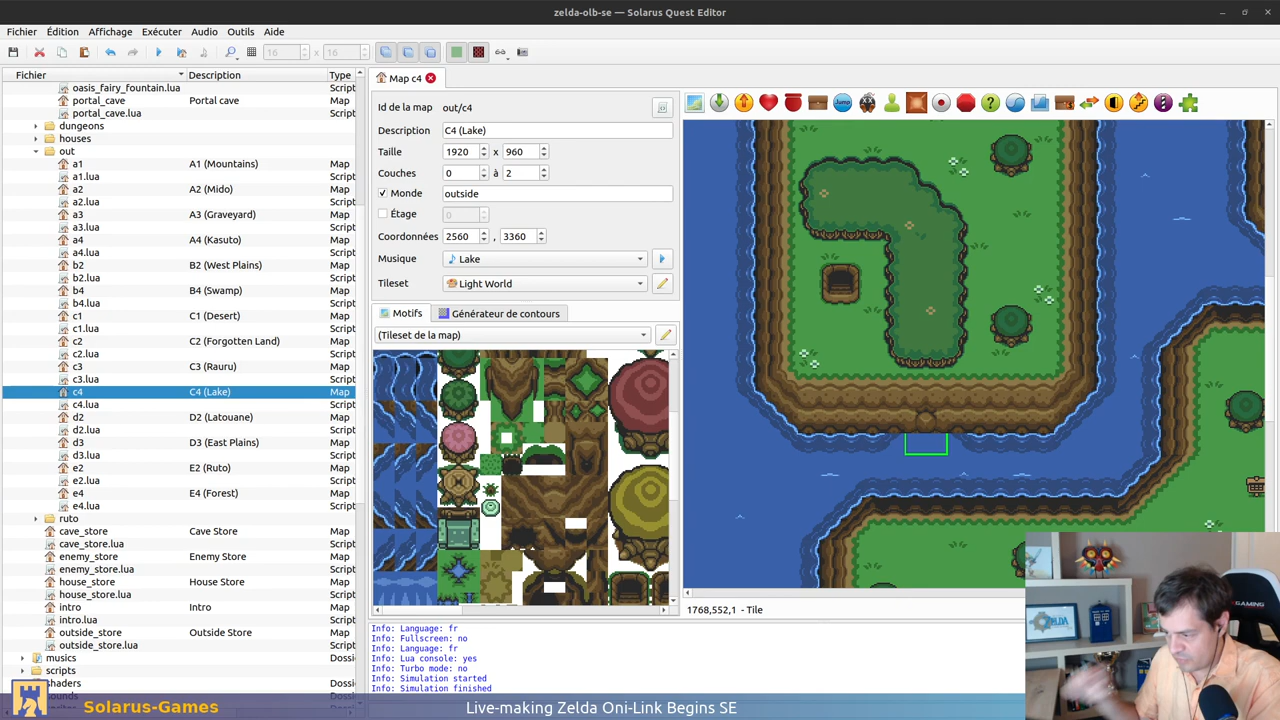 zelda-olb-se — Solarus Quest Editor
Fichier Édition Affichage Exécuter Audio Outils Aide
16 x 16
Fichier Description Type
oasis_fairy_fountain.lua Script
portal_cave Portal cave Map
portal_cave.lua Script
dungeons
houses
out
a1 A1 (Mountains) Map
a1.lua Script
a2 A2 (Mido) Map
a2.lua Script
a3 A3 (Graveyard) Map
a3.lua Script
a4 A4 (Kasuto) Map
a4.lua Script
b2 B2 (West Plains) Map
b2.lua Script
b4 B4 (Swamp) Map
b4.lua Script
c1 C1 (Desert) Map
c1.lua Script
c2 C2 (Forgotten Land) Map
c2.lua Script
c3 C3 (Rauru) Map
c3.lua Script
c4 C4 (Lake) Map
c4.lua Script
d2 D2 (Latouane) Map
d2.lua Script
d3 D3 (East Plains) Map
d3.lua Script
e2 E2 (Ruto) Map
e2.lua Script
e4 E4 (Forest) Map
e4.lua Script
ruto
cave_store Cave Store Map
cave_store.lua Script
enemy_store Enemy Store Map
enemy_store.lua Script
house_store House Store Map
house_store.lua Script
intro Intro Map
intro.lua Script
outside_store Outside Store Map
outside_store.lua Script
musics Dossi
scripts Dossi
shaders Dossi
Map c4
Id de la map out/c4
Description C4 (Lake)
Taille 1920 x 960
Couches 0 à 2
Monde outside
Étage 0
Coordonnées 2560 , 3360
Musique Lake
Tileset Light World
Motifs Générateur de contours
(Tileset de la map)
Jump
1768,552,1 - Tile
Info: Language: fr
Info: Fullscreen: no
Info: Language: fr
Info: Lua console: yes
Info: Turbo mode: no
Info: Simulation started
Info: Simulation finished
Solarus-Games
Live-making Zelda Oni-Link Begins SE